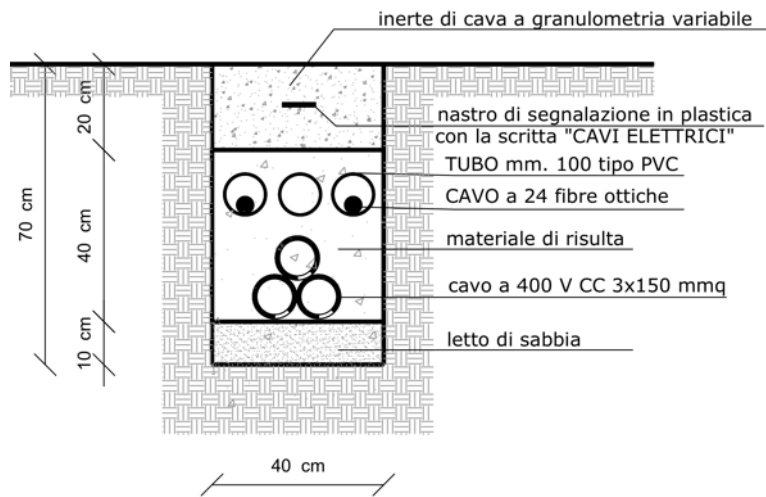 inerte di cava a granulometria variabile
nastro di segnalazione in plastica
con la scritta "CAVI ELETTRICI"
TUBO mm. 100 tipo PVC
CAVO a 24 fibre ottiche
materiale di risulta
cavo a 400 V CC 3x150 mmq
letto di sabbia
70 cm
20 cm
40 cm
10 cm
40 cm